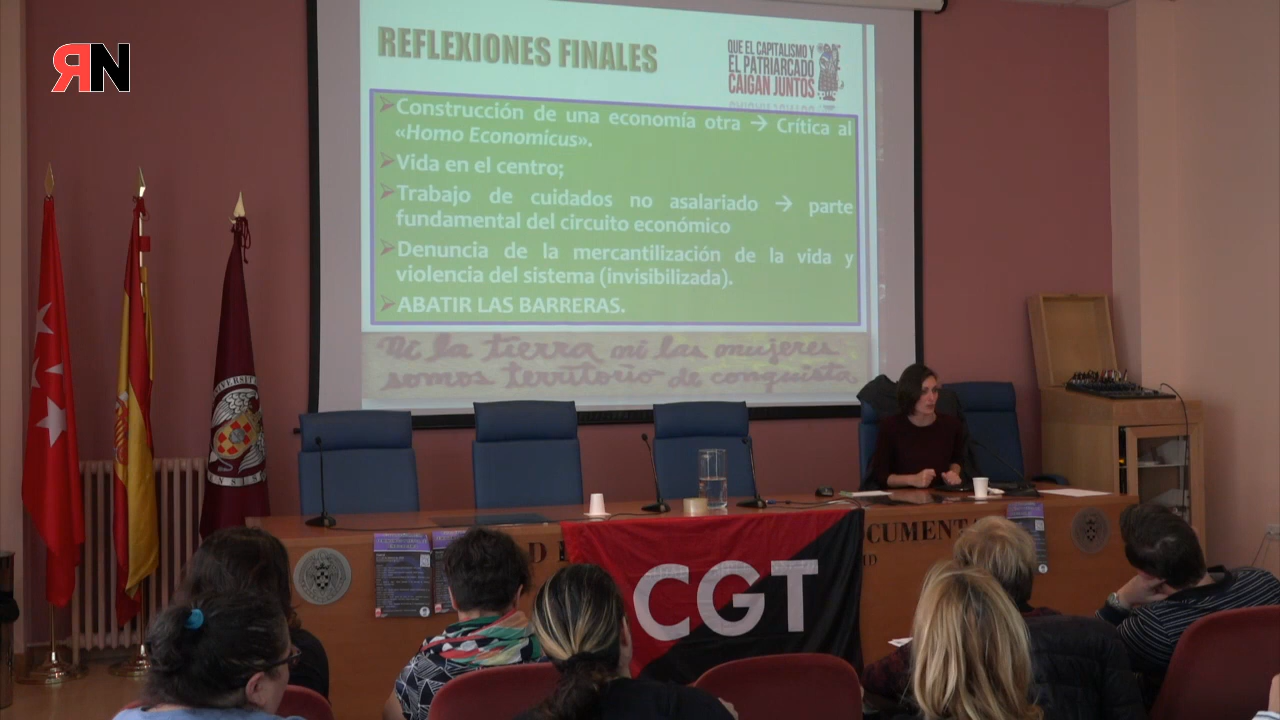 RN
REFLEXIONES FINALES
QUE EL CAPITALISMO Y
EL PATRIARCADO
CAIGAN JUNTOS
Construcción de una economía otra → Crítica al
«Homo Economicus».
Vida en el centro;
Trabajo de cuidados no asalariado → parte
fundamental del circuito económico
Denuncia de la mercantilización de la vida y
violencia del sistema (invisibilizada).
ABATIR LAS BARRERAS.
Ni la tierra ni las mujeres
somos territorio de conquista
CGT